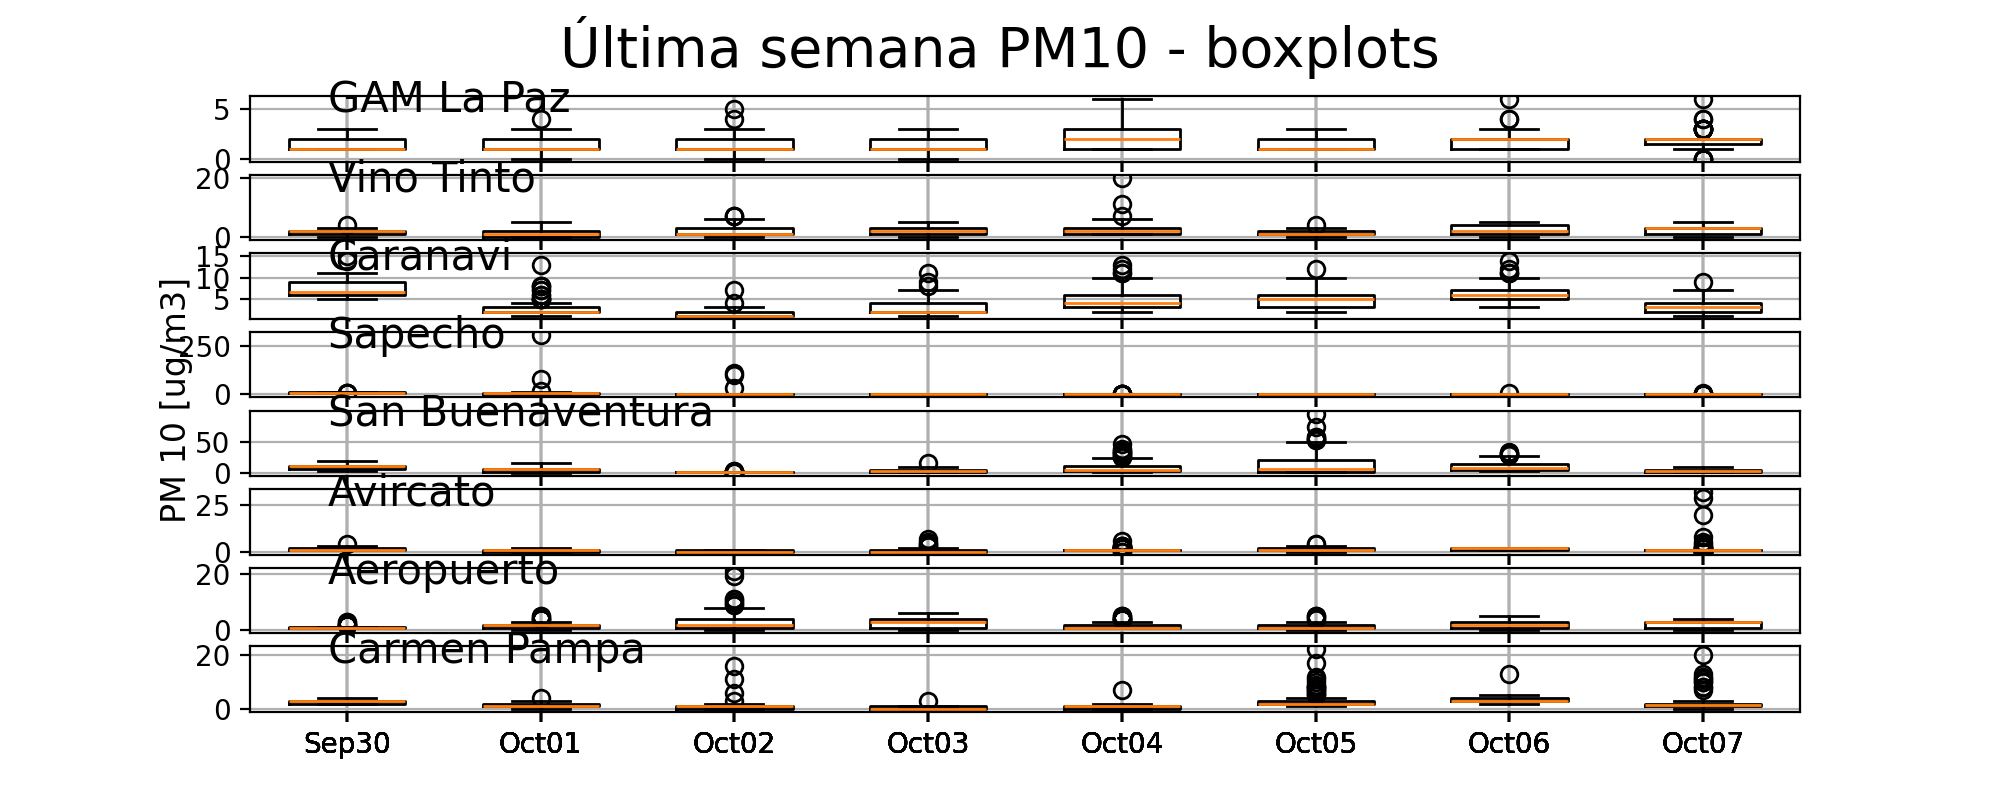 Última semana PM10 - boxplots
GAM La Paz
5
0
Vino Tinto
20
0
Caranavi
15
10
5
Sapecho
250
0
PM 10 [ug/m3]
San Buenaventura
50
0
Avircato
25
0
Aeropuerto
20
0
Carmen Pampa
20
0
Sep30 Oct01 Oct02 Oct03 Oct04 Oct05 Oct06 Oct07